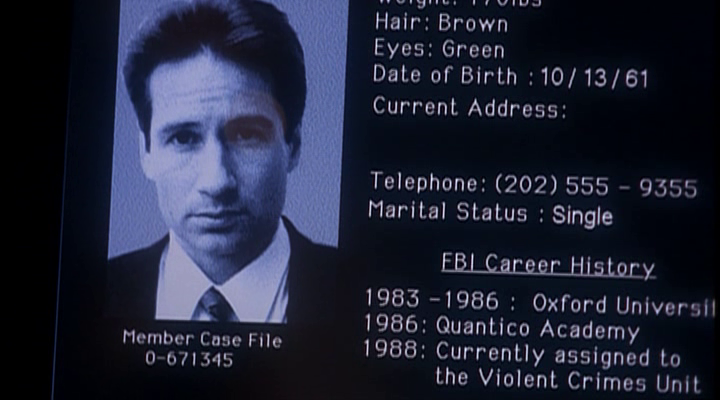 Weight: 170lbs
Hair: Brown
Eyes: Green
Date of Birth : 10/13/61
Current Address:
Telephone: (202) 555 - 9355
Marital Status : Single
FBI Career History
1983 -1986 : Oxford Universi
1986: Quantico Academy
1988: Currently assigned to
the Violent Crimes Unit
Member Case File
0-671345